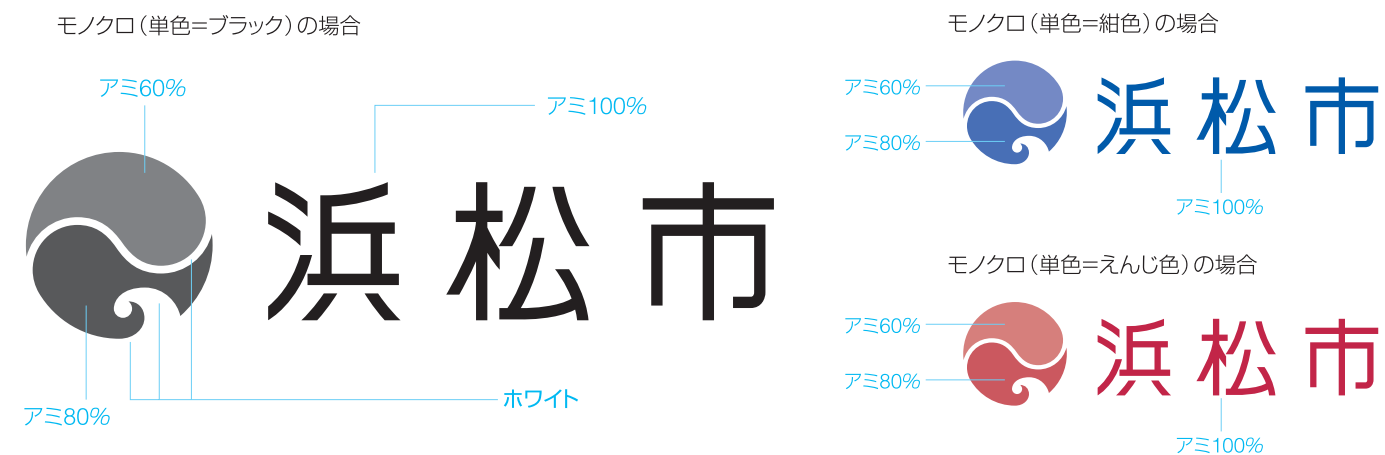 モノクロ（単色=ブラック）の場合
アミ60%
アミ100%
浜松市
アミ80%
ホワイト
モノクロ（単色=紺色）の場合
アミ60%
アミ80%
浜松市
アミ100%
モノクロ（単色=えんじ色）の場合
アミ60%
アミ80%
浜松市
アミ100%